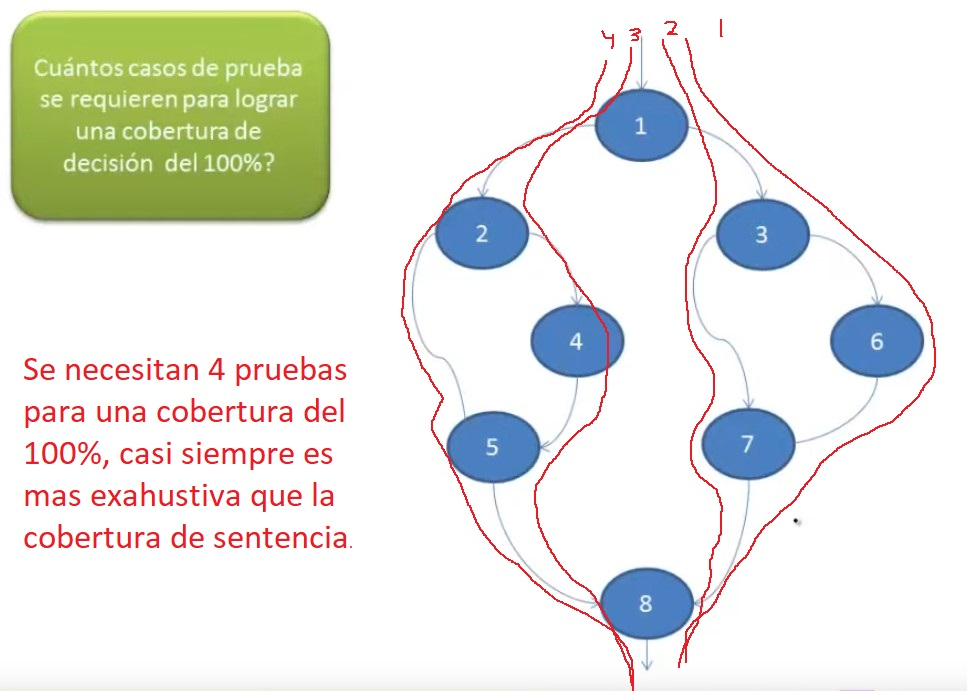 Cuántos casos de prueba
se requieren para lograr
una cobertura de
decisión del 100%?
4 3 2 1
1
2
3
4
6
5
7
8
Se necesitan 4 pruebas
para una cobertura del
100%, casi siempre es
mas exahustiva que la
cobertura de sentencia.